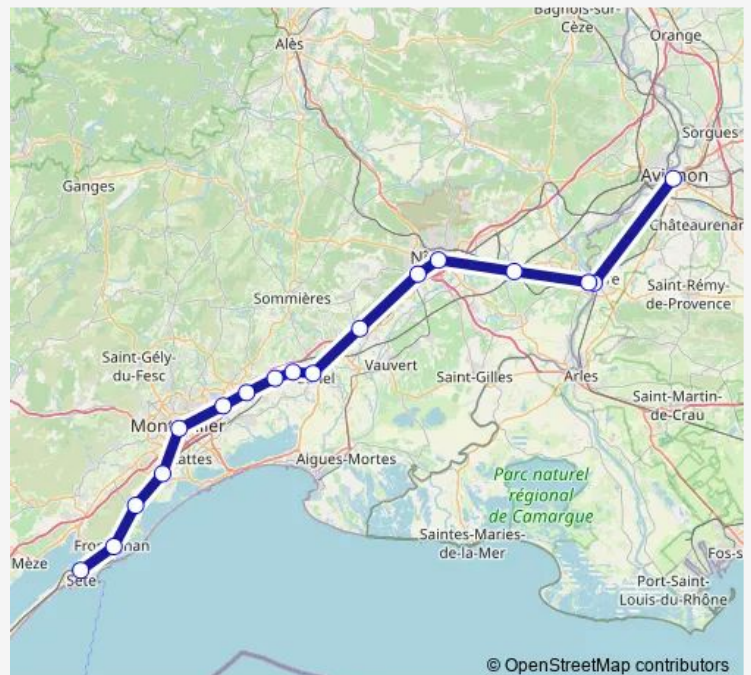 Bagnols-sur-
Cèze
Orange
Alès
Sorgues
Ganges
Châteaurenar
Sommières
Saint-Rémy-
de-Provence
Saint-Gély-
du-Fesc
Vauvert
Saint-Gilles
Arles
Saint-Martin-
de-Crau
Aigues-Mortes
Parc naturel
régional
de Camargue
Saintes-Maries-
de-la-Mer
Mèze
Fos-s
Sète
Port-Saint-
Louis-du-Rhône
© OpenStreetMap contributors